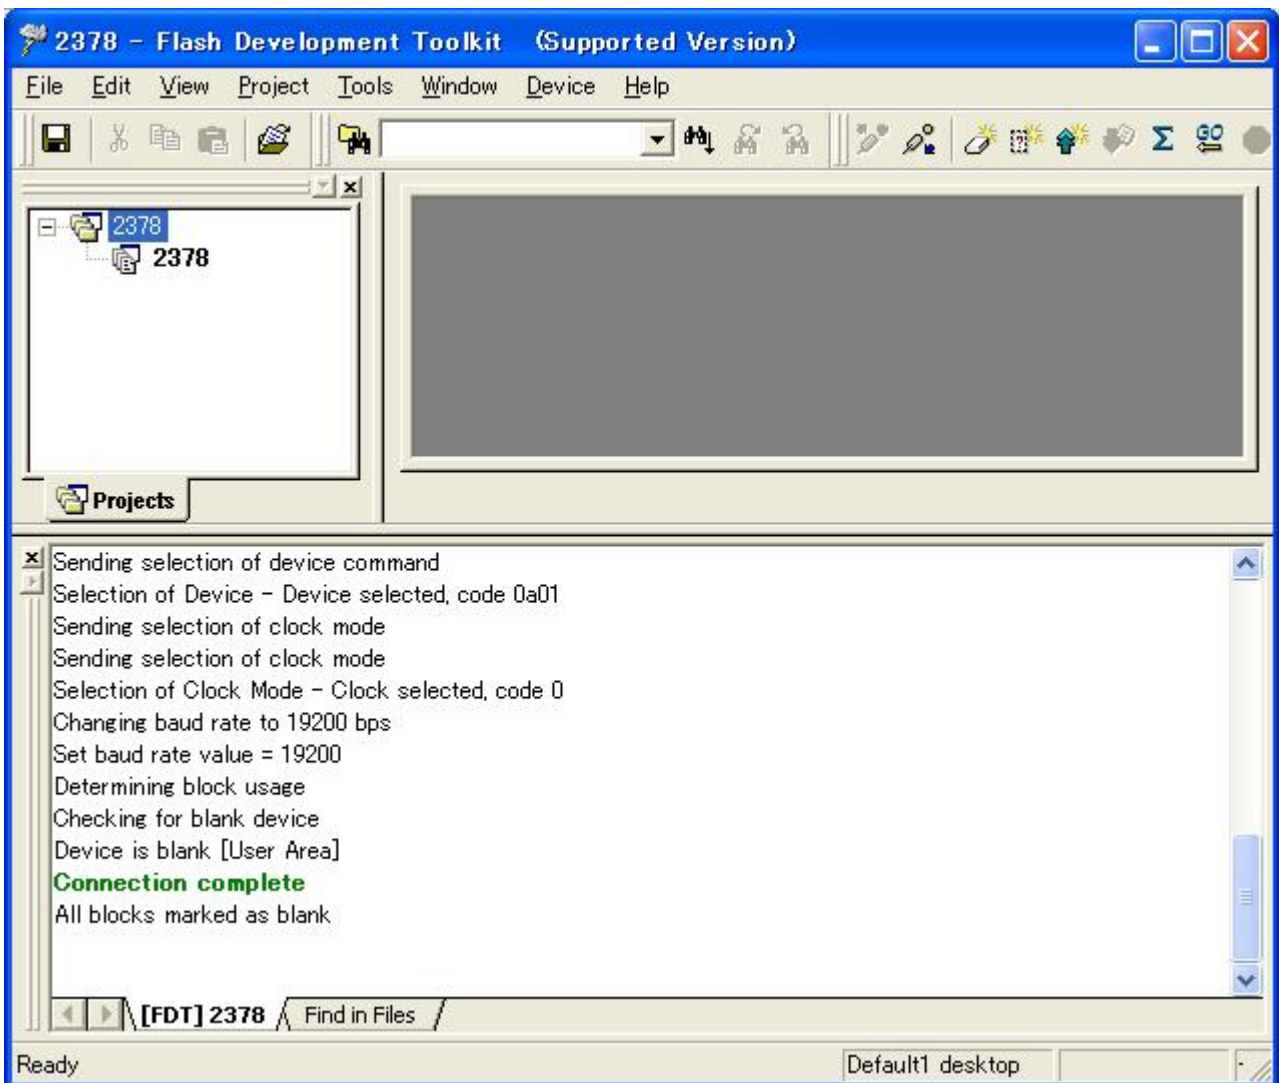 2378 - Flash Development Toolkit (Supported Version)
File Edit View Project Tools Window Device Help
GO
2378
2378
Projects
Sending selection of device command
Selection of Device - Device selected, code 0a01
Sending selection of clock mode
Sending selection of clock mode
Selection of Clock Mode - Clock selected, code 0
Changing baud rate to 19200 bps
Set baud rate value = 19200
Determining block usage
Checking for blank device
Device is blank [User Area]
Connection complete
All blocks marked as blank
[FDT] 2378 Find in Files
Ready Default1 desktop